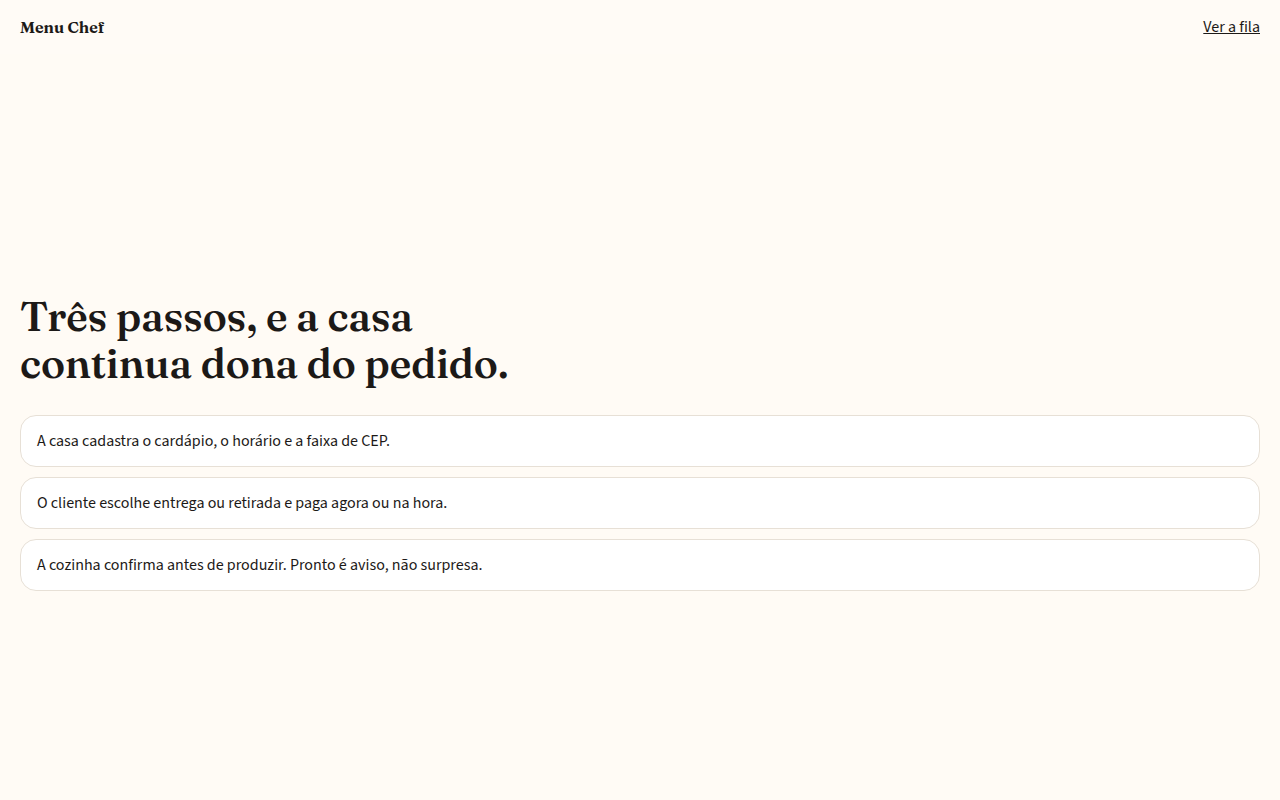 Menu Chef
Ver a fila
Três passos, e a casa
continua dona do pedido.
A casa cadastra o cardápio, o horário e a faixa de CEP.
O cliente escolhe entrega ou retirada e paga agora ou na hora.
A cozinha confirma antes de produzir. Pronto é aviso, não surpresa.